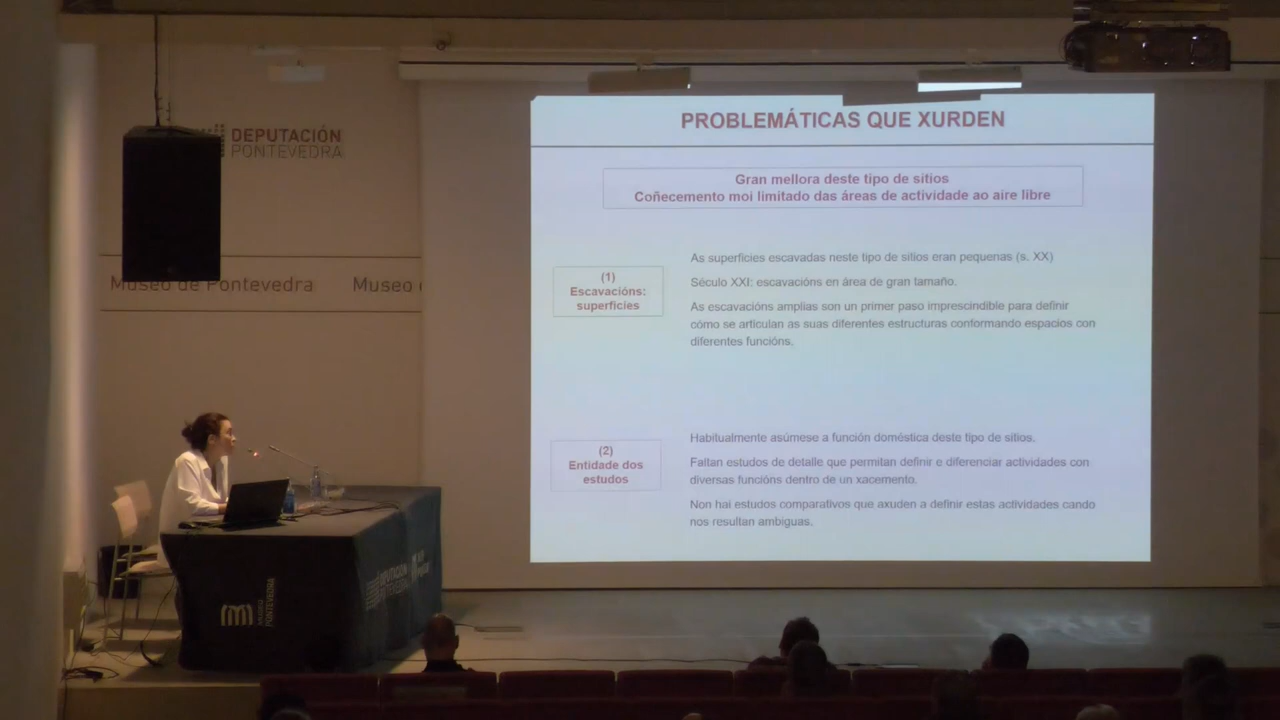 DEPUTACIÓN
PONTEVEDRA
Museo de Pontevedra
Museo
PROBLEMÁTICAS QUE XURDEN
Gran mellora deste tipo de sitios
Coñecemento moi limitado das áreas de actividade ao aire libre
(1)
Escavacións:
superficies
As superficies escavadas neste tipo de sitios eran pequenas (s. XX)
Século XXI: escavacións en área de gran tamaño.
As escavacións amplas son un primer paso imprescindible para definir
cómo se articulan as suas diferentes estructuras conformando espacios con
diferentes funcións.
(2)
Entidade dos
estudos
Habitualmente asúmese a función doméstica deste tipo de sitios.
Faltan estudos de detalle que permitan definir e diferenciar actividades con
diversas funcións dentro de un xacemento.
Non hai estudos comparativos que axuden a definir estas actividades cando
nos resultan ambiguas.
MUSEO
PONTEVEDRA